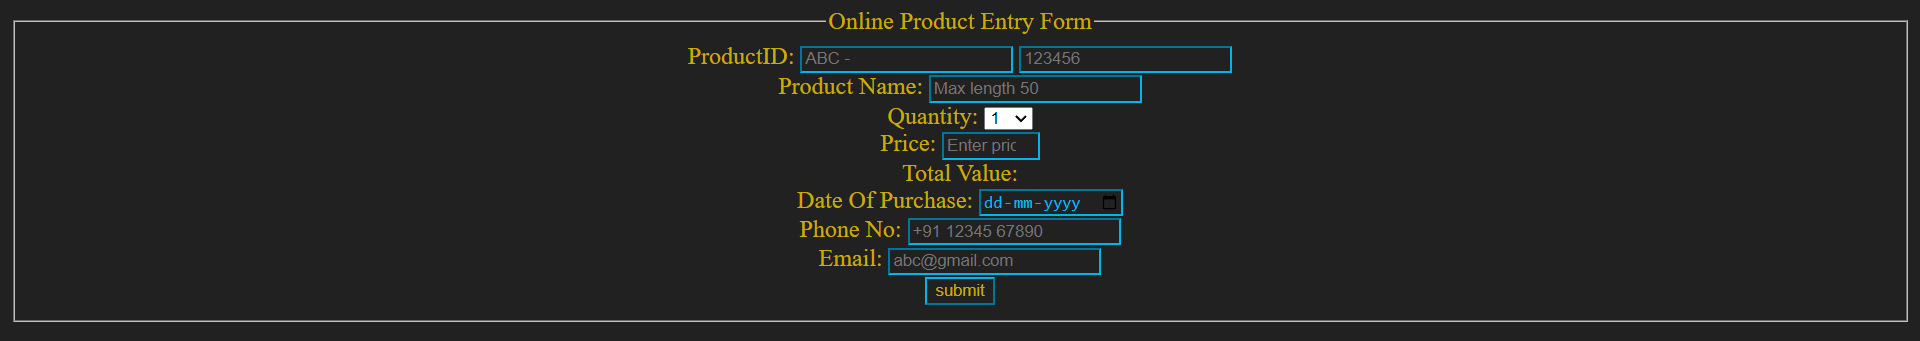 Online Product Entry Form
ProductID: ABC - 123456
Product Name: Max length 50
Quantity: 1
Price: Enter pric
Total Value:
Date Of Purchase: dd-mm-yyyy
Phone No: +91 12345 67890
Email: abc@gmail.com
submit